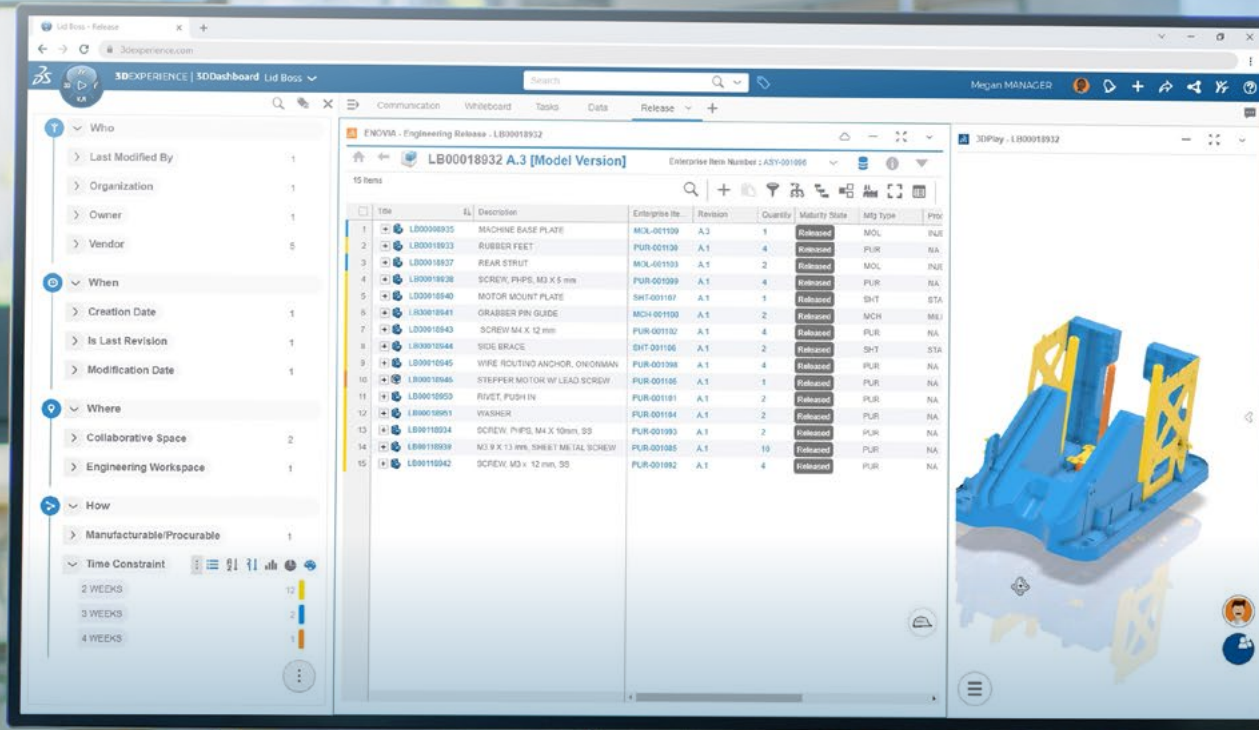 Lid Boss - Release
3dexperience.com
3DEXPERIENCE | 3DDashboard Lid Boss
Search
Megan MANAGER
Communication Whiteboard Tasks Data Release
Who
Last Modified By 1
Organization 1
Owner 1
Vendor 5
When
Creation Date 1
Is Last Revision 1
Modification Date 1
Where
Collaborative Space 2
Engineering Workspace 1
How
Manufacturable/Procurable 1
Time Constraint
2 WEEKS 12
3 WEEKS 2
4 WEEKS 1
ENOVIA - Engineering Release - LB00018932
LB00018932 A.3 [Model Version] Enterprise Item Number : ASY-001096
15 items
Title Description Enterprise Ite... Revision Quantity Maturity State Mfg Type
1 MACHINE BASE PLATE MOL-001109 A.3 1 Released MOL
2 LB00018933 RUBBER FEET A.1 4 Released PUR NA
3 LB00018937 REAR STRUT MOL-001103 A.1 2 Released MOL
4 LB00018938 SCREW, PHPS, M3 X 5 mm PUR-001099 A.1 4 Released PUR NA
5 LB00018940 MOTOR MOUNT PLATE SHT-001107 A.1 1 Released SHT STA
6 LB00018941 GRABBER PIN GUIDE MCH-001100 A.1 2 Released MCH
7 LB00018943 SCREW M4 X 12 mm PUR-001102 A.1 4 Released PUR NA
8 LB00018944 SIDE BRACE SHT-001106 A.1 2 Released SHT STA
9 LB00018945 WIRE ROUTING ANCHOR, ONIONMAN PUR-001098 A.1 4 Released PUR NA
10 LB00018946 STEPPER MOTOR W/ LEAD SCREW PUR-001105 A.1 1 Released PUR NA
11 LB00018950 RIVET, PUSH IN PUR-001101 A.1 2 Released PUR NA
12 LB00018951 WASHER PUR-001104 A.1 2 Released PUR NA
13 LB00118934 SCREW, PHPS, M4 X 10mm, SS PUR-001093 A.1 2 Released PUR NA
14 LB00118939 M3.9 X 13 mm, SHEET METAL SCREW PUR-001085 A.1 10 Released PUR NA
15 LB00118942 SCREW, M3 x 12 mm, SS PUR-001092 A.1 4 Released PUR NA
3DPlay - LB00018932